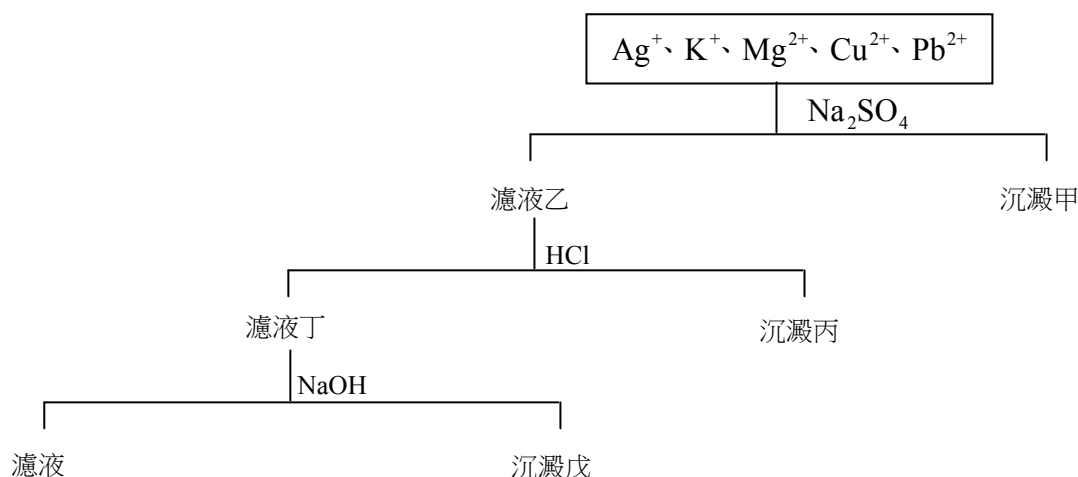 Ag⁺、K⁺、Mg²⁺、Cu²⁺、Pb²⁺
Na₂SO₄
濾液乙 沉澱甲
HCl
濾液丁 沉澱丙
NaOH
濾液 沉澱戊